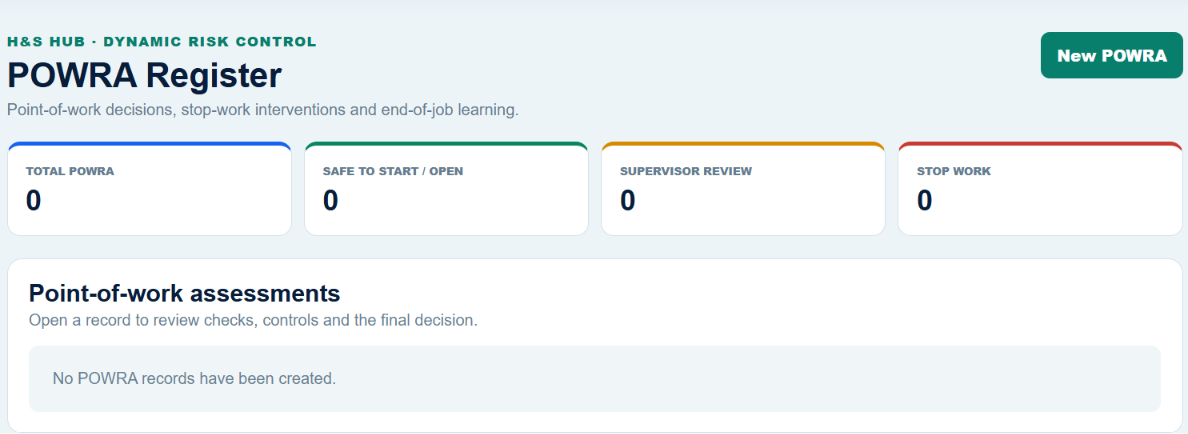 H&S HUB · DYNAMIC RISK CONTROL
POWRA Register
New POWRA
Point-of-work decisions, stop-work interventions and end-of-job learning.
TOTAL POWRA
0
SAFE TO START / OPEN
0
SUPERVISOR REVIEW
0
STOP WORK
0
Point-of-work assessments
Open a record to review checks, controls and the final decision.
No POWRA records have been created.